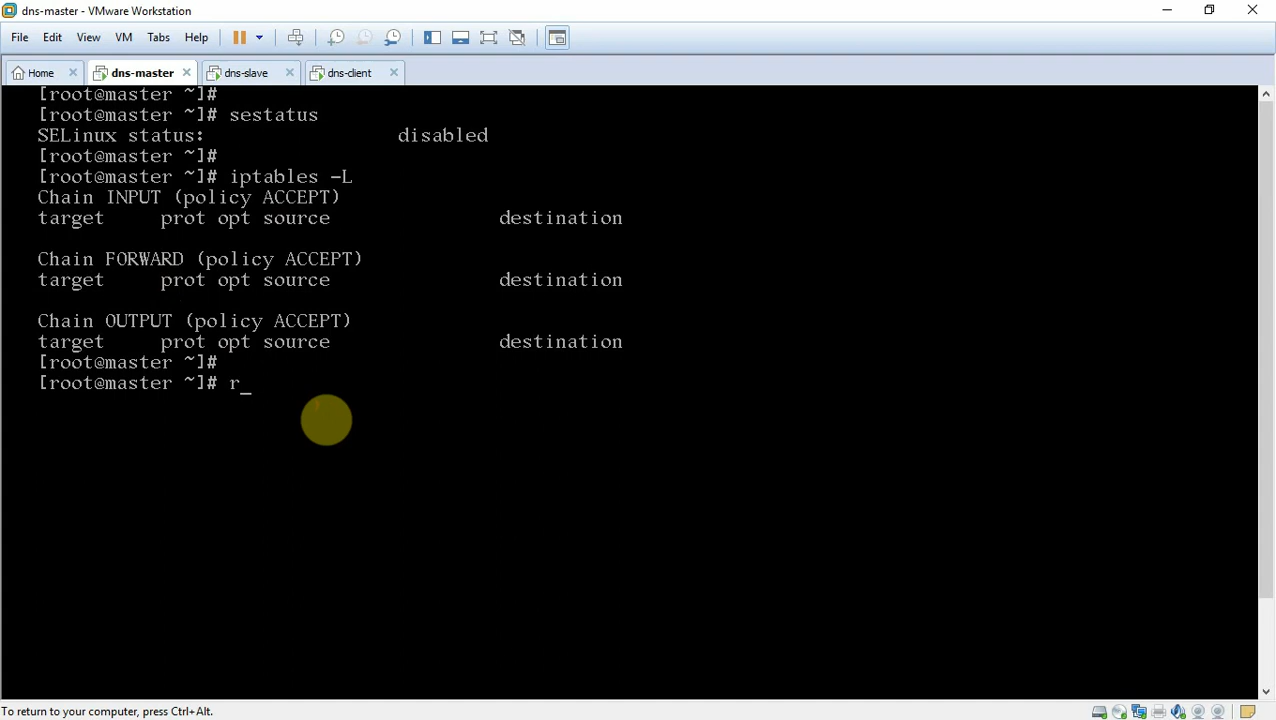 dns-master - VMware Workstation
File Edit View VM Tabs Help
Home dns-master dns-slave dns-client
[root@master ~]#
[root@master ~]# sestatus
SELinux status: disabled
[root@master ~]#
[root@master ~]# iptables -L
Chain INPUT (policy ACCEPT)
target prot opt source destination
Chain FORWARD (policy ACCEPT)
target prot opt source destination
Chain OUTPUT (policy ACCEPT)
target prot opt source destination
[root@master ~]#
[root@master ~]# r_
To return to your computer, press Ctrl+Alt.